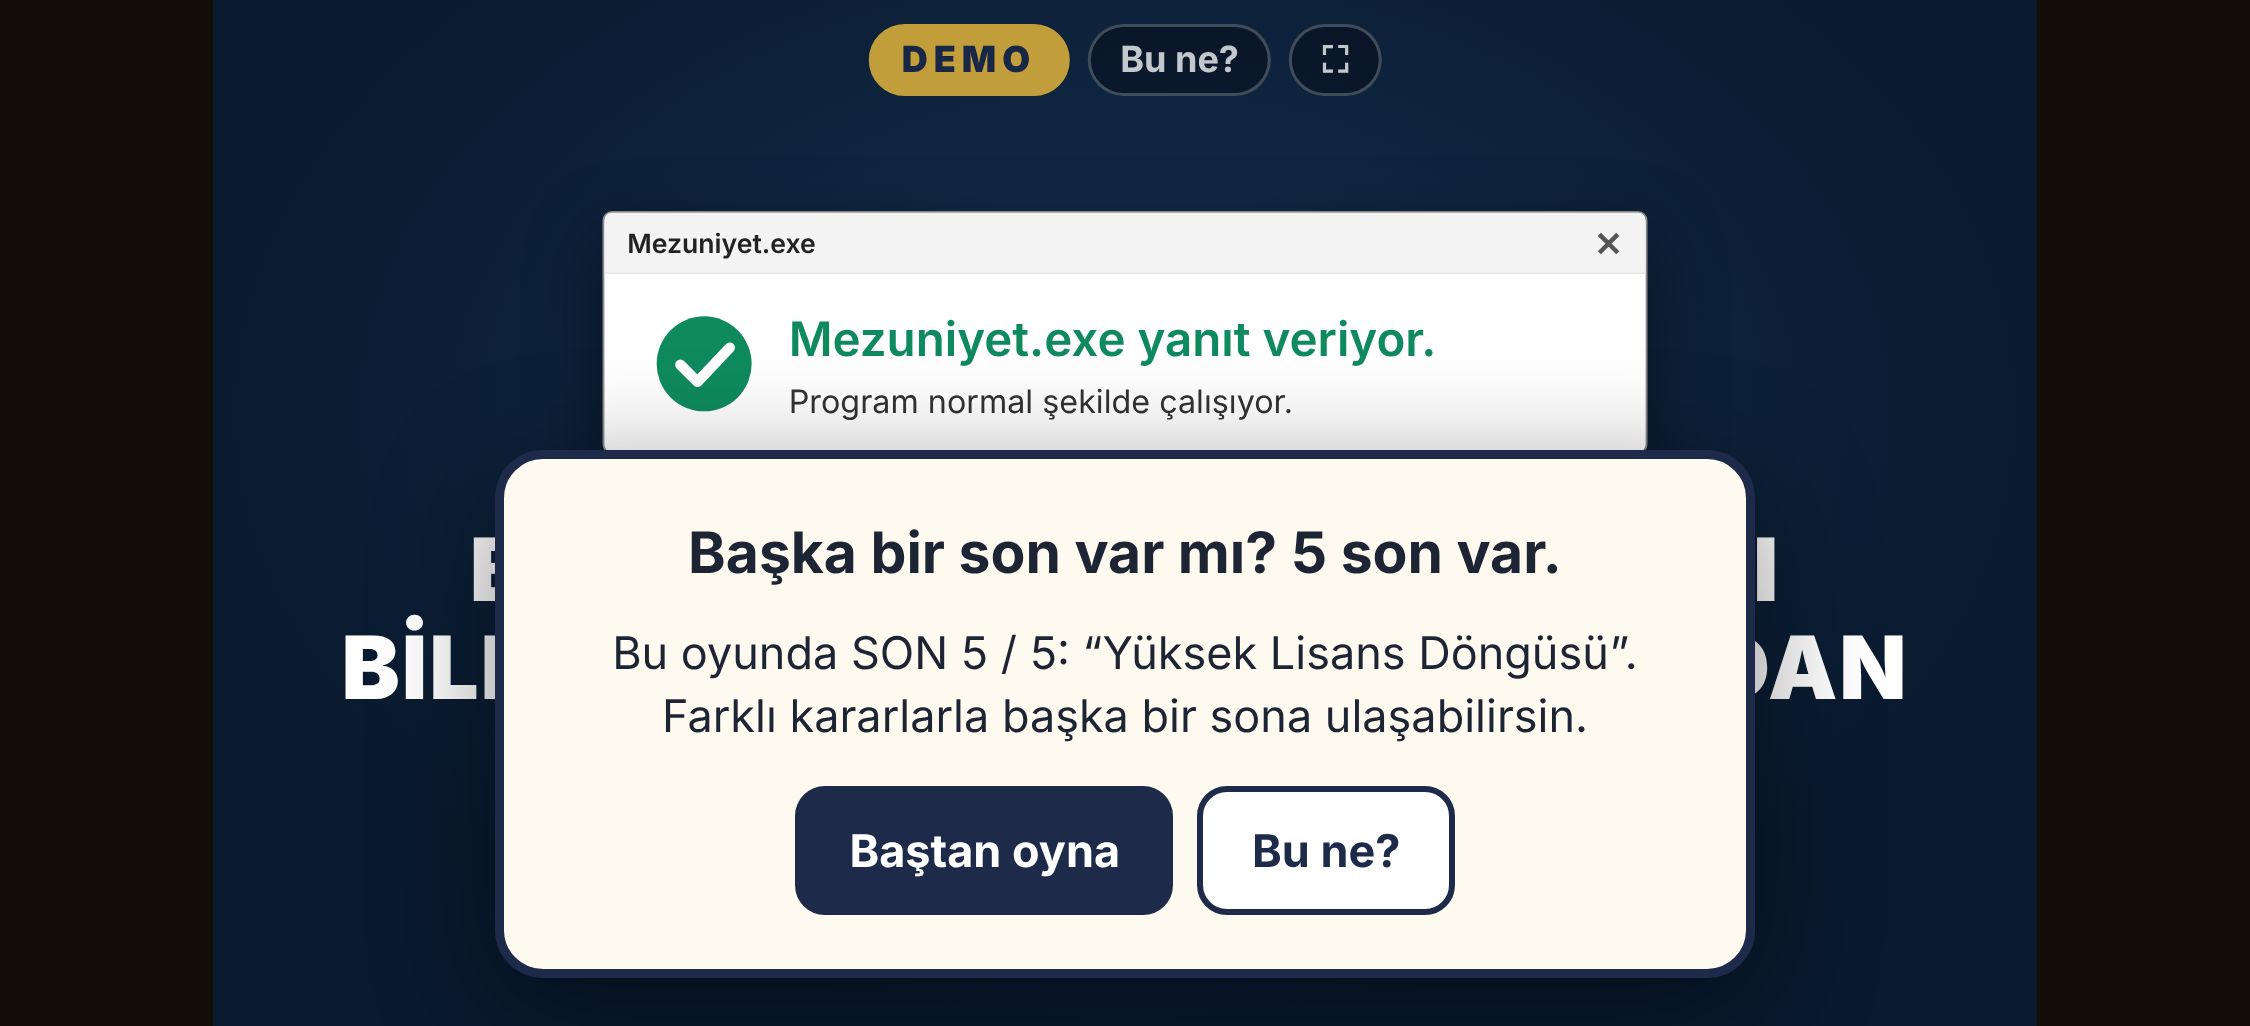 DEMO
Bu ne?
Mezuniyet.exe
Mezuniyet.exe yanıt veriyor.
Program normal şekilde çalışıyor.
Başka bir son var mı? 5 son var.
Bu oyunda SON 5 / 5: “Yüksek Lisans Döngüsü”.
Farklı kararlarla başka bir sona ulaşabilirsin.
Baştan oyna
Bu ne?